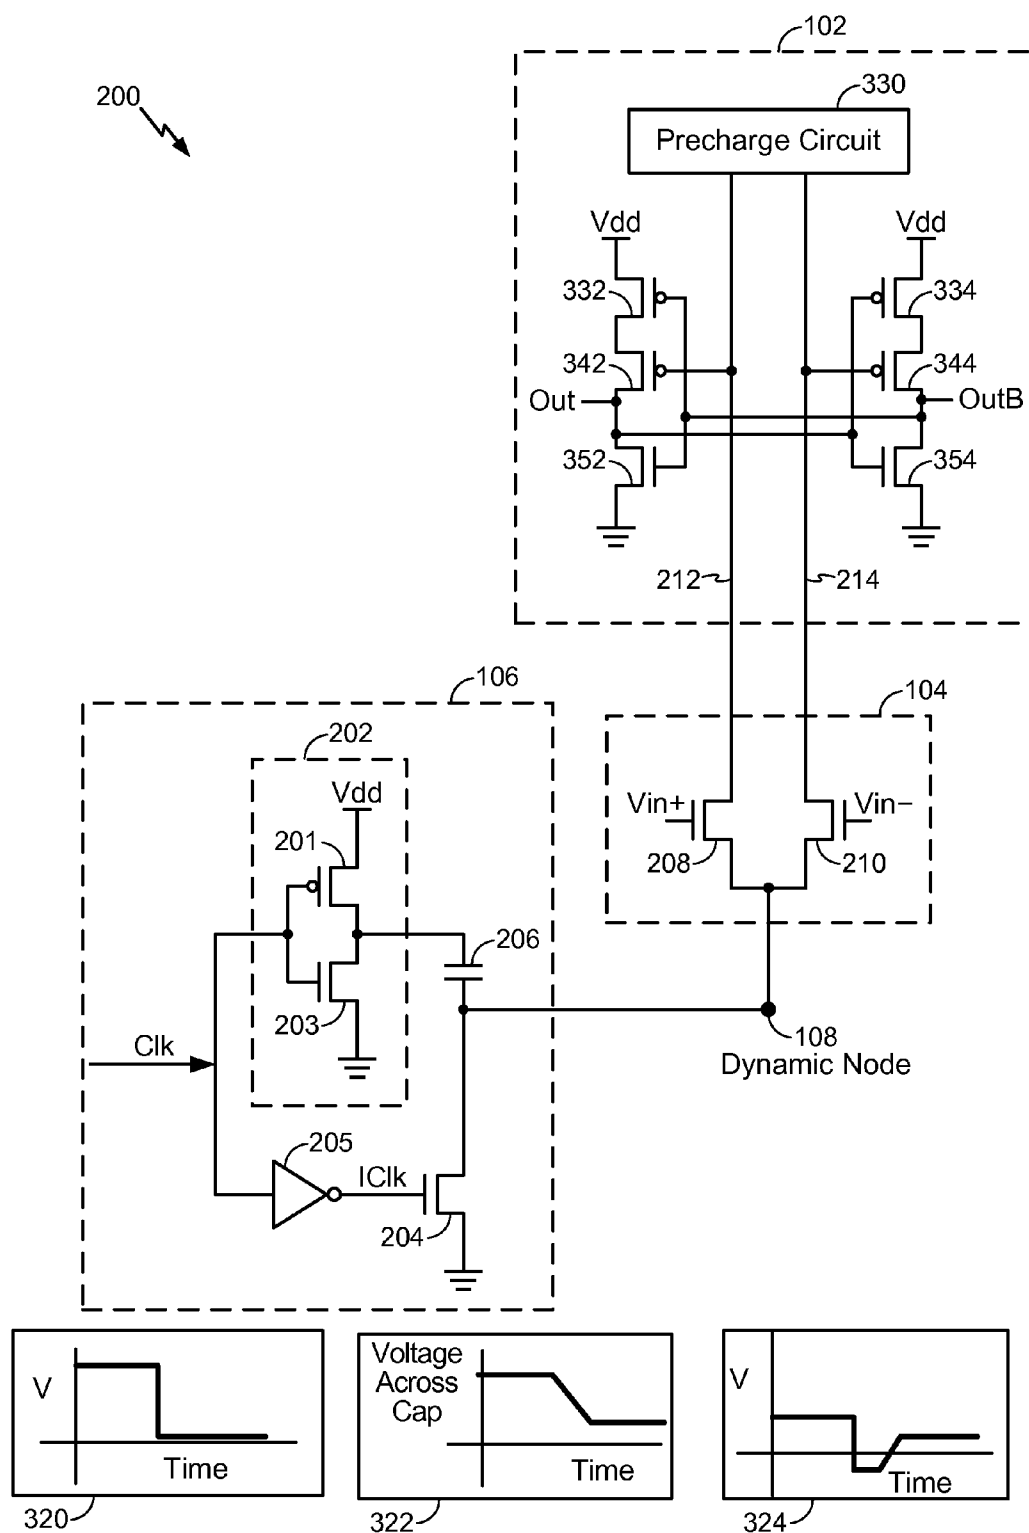 102
200
330
Precharge Circuit
Vdd
Vdd
332
334
342
344
Out
OutB
352
354
212
214
106
104
202
Vdd
Vin+
Vin−
201
208
210
206
203
Clk
108
Dynamic Node
205
IClk
204
V
Time
320
Voltage
Across
Cap
Time
322
V
Time
324